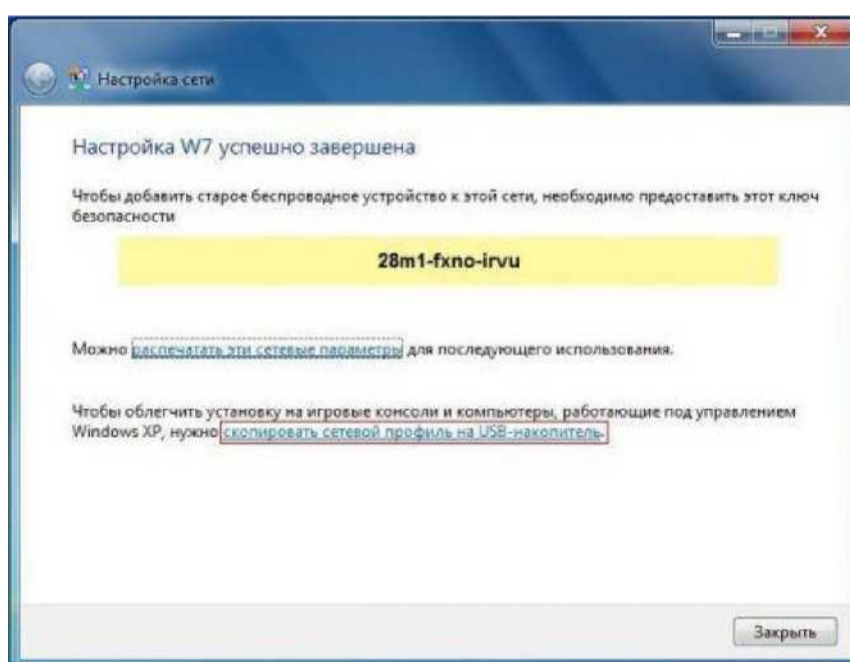 Настройка сети
Настройка W7 успешно завершена
Чтобы добавить старое беспроводное устройство к этой сети, необходимо предоставить этот ключ
безопасности
28m1-fxno-irvu
Можно распечатать эти сетевые параметры для последующего использования.
Чтобы облегчить установку на игровые консоли и компьютеры, работающие под управлением
Windows XP, нужно скопировать сетевой профиль на USB-накопитель.
Закрыть